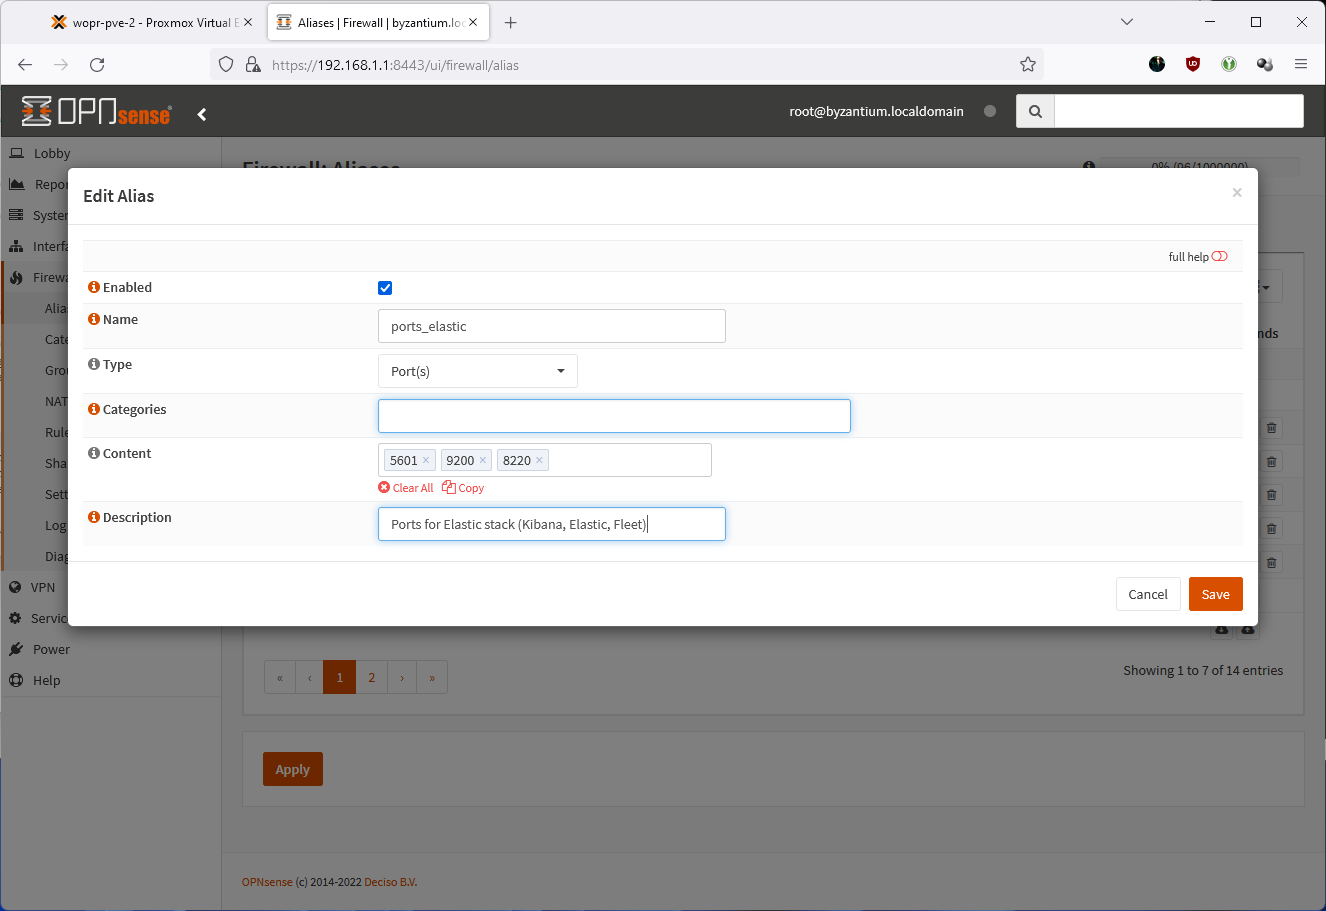 wopr-pve-2 - Proxmox Virtual E
Aliases | Firewall | byzantium.loc
https://192.168.1.1:8443/ui/firewall/alias
OPNsense
root@byzantium.localdomain
Lobby
Firewall: Aliases
0% (96/1000000)
Repor
System
Interfa
Firewa
Alias
Cate
Grou
NAT
Rule
Sha
Sett
Log
Diag
VPN
Servic
Power
Help
Edit Alias
×
full help
Enabled
Name
ports_elastic
Type
Port(s)
Categories
Content
5601 × 9200 × 8220 ×
Clear All Copy
Description
Ports for Elastic stack (Kibana, Elastic, Fleet)
Cancel Save
nds
« ‹ 1 2 › »
Showing 1 to 7 of 14 entries
Apply
OPNsense (c) 2014-2022 Deciso B.V.